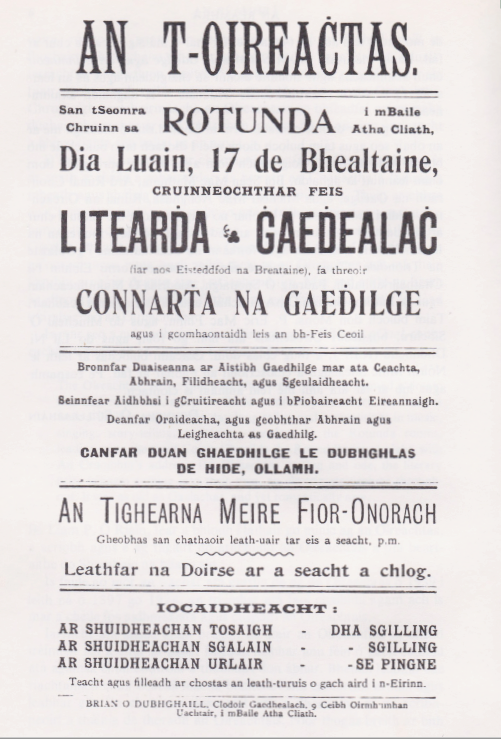 AN T-OIREAĊTAS.
San tSeomra
Chruinn sa
ROTUNDA
i mBaile
Atha Cliath,
Dia Luain, 17 de Bhealtaine,
CRUINNEOCHTHAR FEIS
LITEARḊA ĠAEḊEALAĊ
(iar nos Eisteddfod na Breataine), fa threoir
CONNARṪA NA GAEḊILGE
agus i gcomhaontaidh leis an bh-Feis Ceoil
Bronnfar Duaiseanna ar Aistibh Gaedhilge mar ata Ceachta,
Abhrain, Filidheacht, agus Sgeulaidheacht.
Seinnfear Aidhbhsi i gCruitireacht agus i bPiobaireacht Eireannaigh.
Deanfar Oraideacha, agus geobhthar Abhrain agus
Leigheachta as Gaedhilg.
CANFAR DUAN GHAEDHILGE LE DUBHGHLAS
DE HIDE, OLLAMH.
AN TIGHEARNA MEIRE FIOR-ONORACH
Gheobhas san chathaoir leath-uair tar eis a seacht, p.m.
Leathfar na Doirse ar a seacht a chlog.
IOCAIDHEACHT :
AR SHUIDHEACHAN TOSAIGH - DHA SGILLING
AR SHUIDHEACHAN SGALAIN - - SGILLING
AR SHUIDHEACHAN URLAIR - -SE PINGNE
Teacht agus filleadh ar chostas an leath-turuis o gach aird i n-Eirinn.
BRIAN O DUBHGHAILL, Clodoir Gaedhealach, 9 Ceibh Oirmhumhan
Uachtair, i mBaile Atha Cliath.